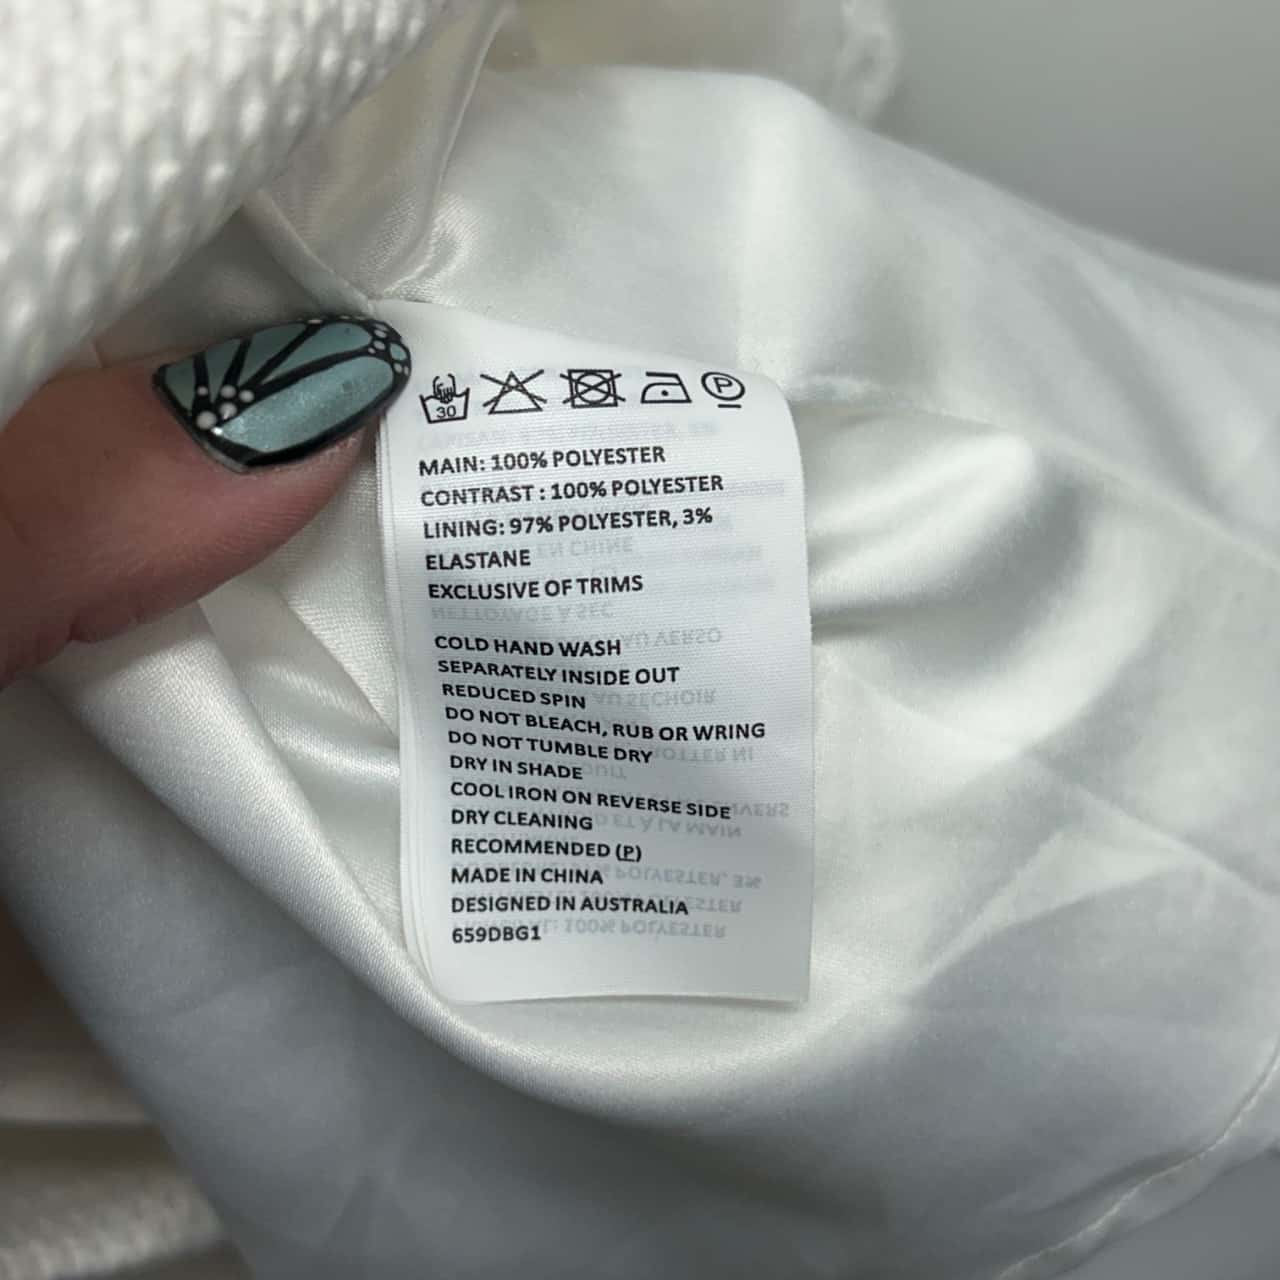 30 P
MAIN: 100% POLYESTER
CONTRAST : 100% POLYESTER
LINING: 97% POLYESTER, 3%
ELASTANE
EXCLUSIVE OF TRIMS
COLD HAND WASH
SEPARATELY INSIDE OUT
REDUCED SPIN
DO NOT BLEACH, RUB OR WRING
DO NOT TUMBLE DRY
DRY IN SHADE
COOL IRON ON REVERSE SIDE
DRY CLEANING
RECOMMENDED (P)
MADE IN CHINA
DESIGNED IN AUSTRALIA
659DBG1